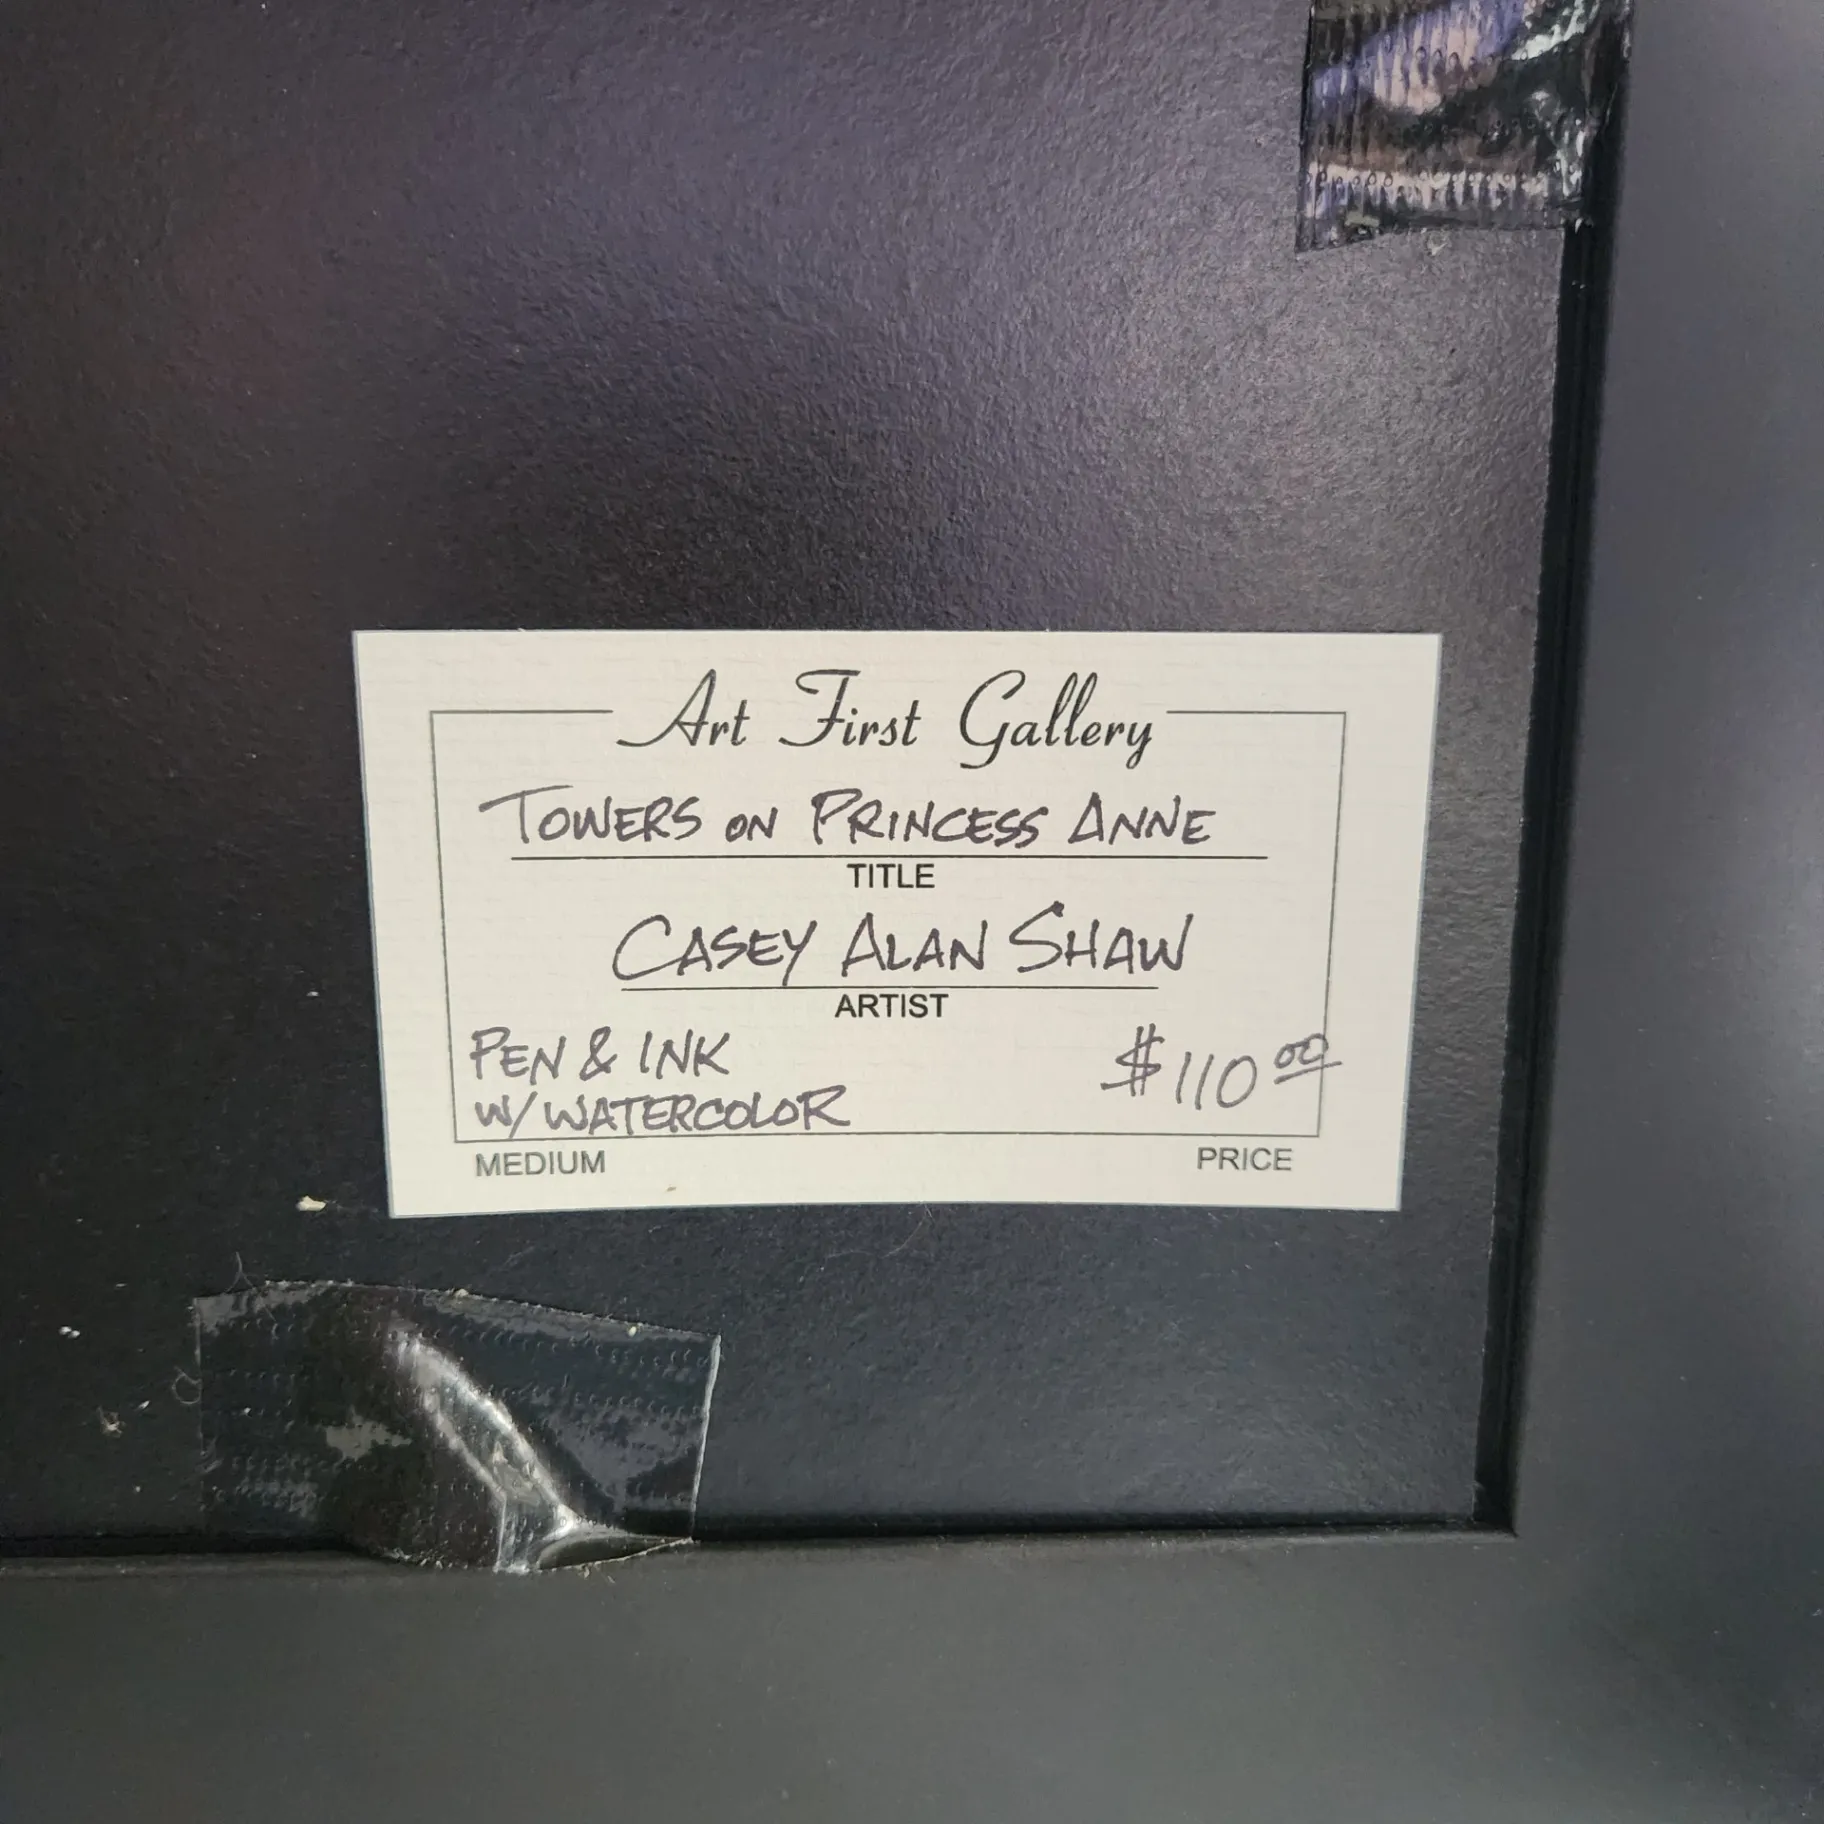 Art First Gallery
TOWERS ON PRINCESS ANNE
TITLE
CASEY ALAN SHAW
ARTIST
PEN & INK
W/ WATERCOLOR
$110.00
MEDIUM
PRICE